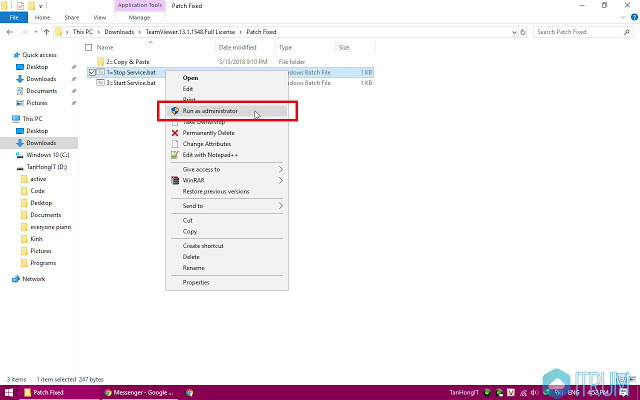 Application Tools
Patch Fixed
File
Home
Share
View
Manage
This PC
Downloads
TeamViewer.13.1.1548.Full License
Patch Fixed
Search Patch Fixed
Quick access
Desktop
Downloads
Documents
Pictures
This PC
Desktop
Downloads
Windows 10 (C:)
TanHongIT (D:)
active
Code
Desktop
Documents
everyone piano
Kinh
Pictures
Programs
Network
Name
Date modified
Type
Size
2=Copy & Paste
3/15/2018 9:10 PM
File folder
1=Stop Service.bat
Windows Batch File
1 KB
3=Start Service.bat
Windows Batch File
1 KB
Open
Edit
Print
Run as administrator
Take Ownership
Permanently Delete
Change Attributes
Edit with Notepad++
Give access to
WinRAR
Restore previous versions
Send to
Cut
Copy
Create shortcut
Delete
Rename
Properties
3 items
1 item selected 247 bytes
Patch Fixed
Messenger - Google ...
TanHongIT
ENG
4:52 PM
ITRUM